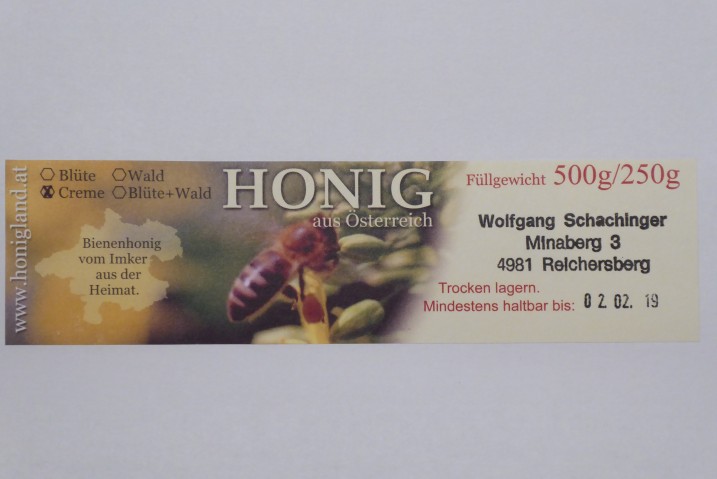 www.honigland.at
Blüte Wald
Creme Blüte+Wald
Bienenhonig
vom Imker
aus der
Heimat.
HONIG
aus Österreich
Füllgewicht 500g/250g
Wolfgang Schachinger
Minaberg 3
4981 Reichersberg
Trocken lagern.
Mindestens haltbar bis: 02 02. 19